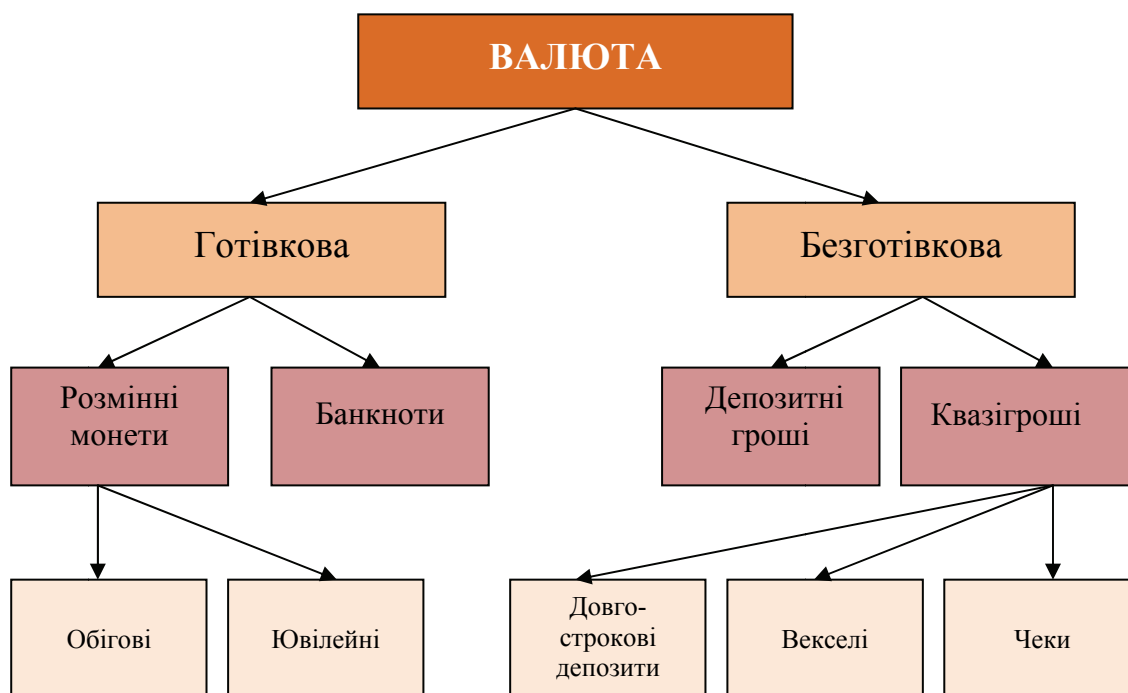 ВАЛЮТА
Готівкова
Безготівкова
Розмінні
монети
Банкноти
Депозитні
гроші
Квазігроші
Обігові
Ювілейні
Довго-
строкові
депозити
Векселі
Чеки